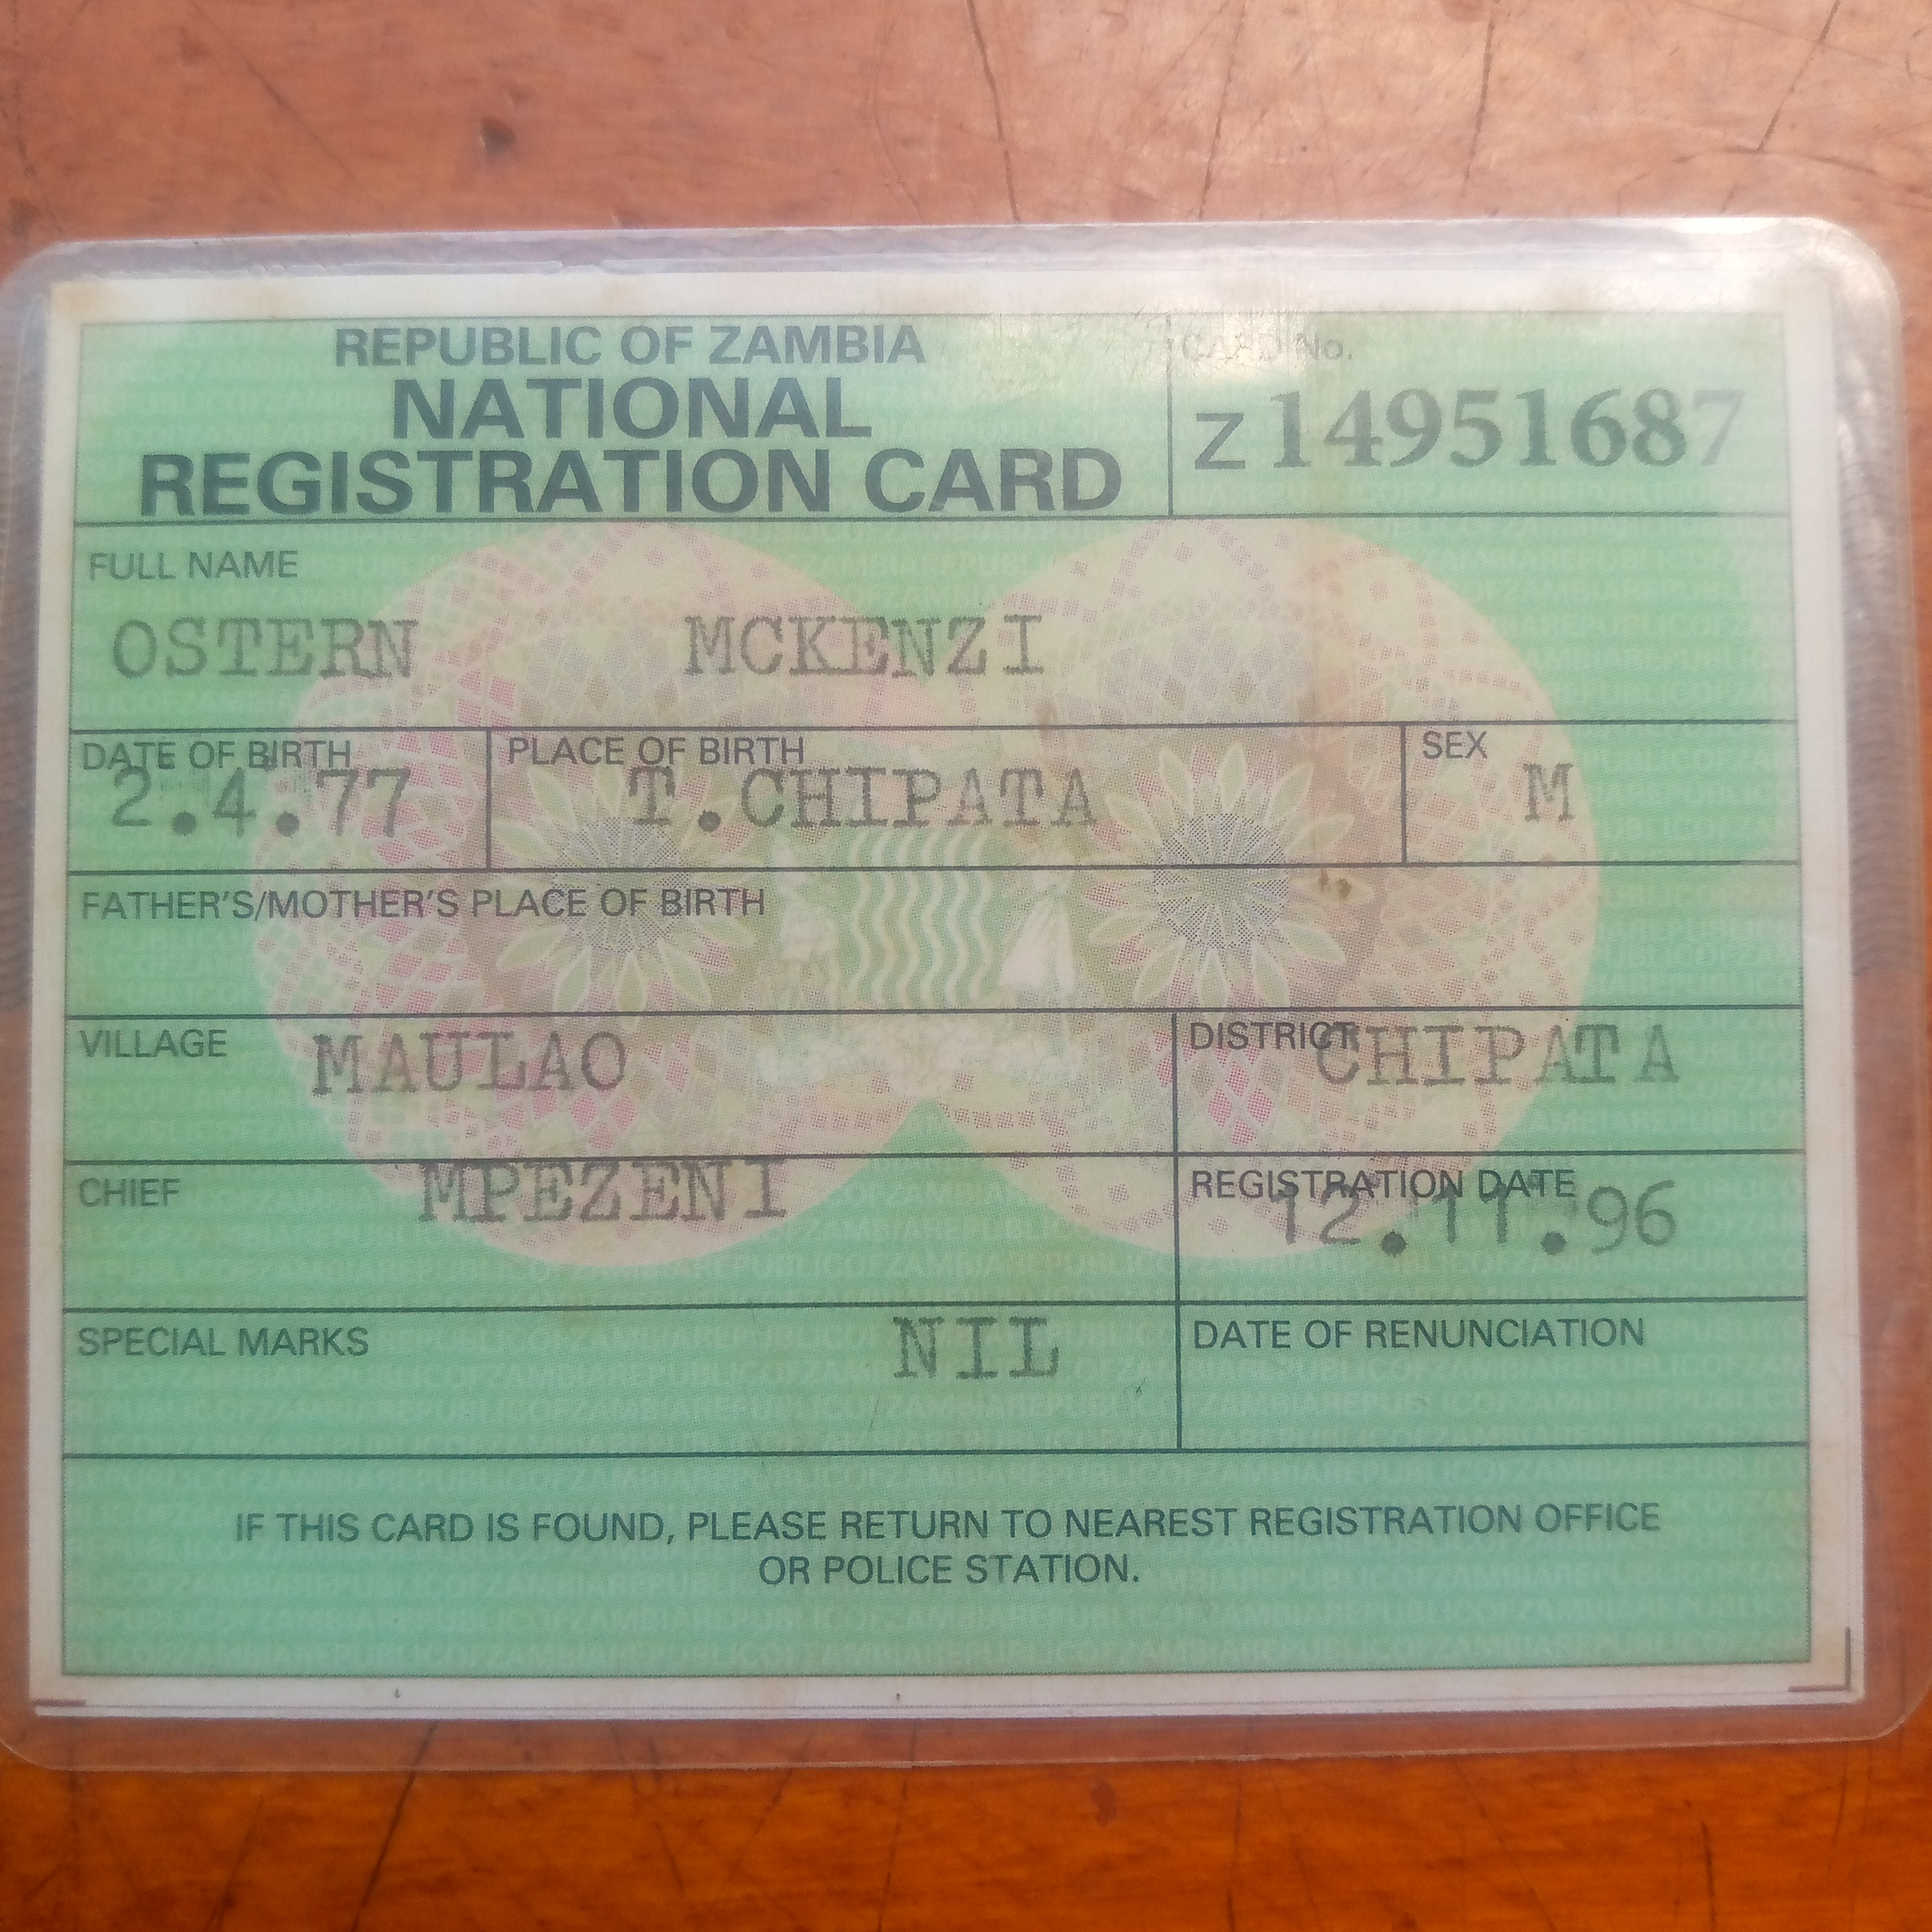 REPUBLIC OF ZAMBIA
NATIONAL
REGISTRATION CARD
CARD No.
Z 14951687
FULL NAME
OSTERN MCKENZI
DATE OF BIRTH
2.4.77
PLACE OF BIRTH
T.CHIPATA
SEX
M
FATHER'S/MOTHER'S PLACE OF BIRTH
VILLAGE MAULAO
DISTRICT CHIPATA
CHIEF MPEZENI
REGISTRATION DATE
12.11.96
SPECIAL MARKS NIL
DATE OF RENUNCIATION
IF THIS CARD IS FOUND, PLEASE RETURN TO NEAREST REGISTRATION OFFICE
OR POLICE STATION.